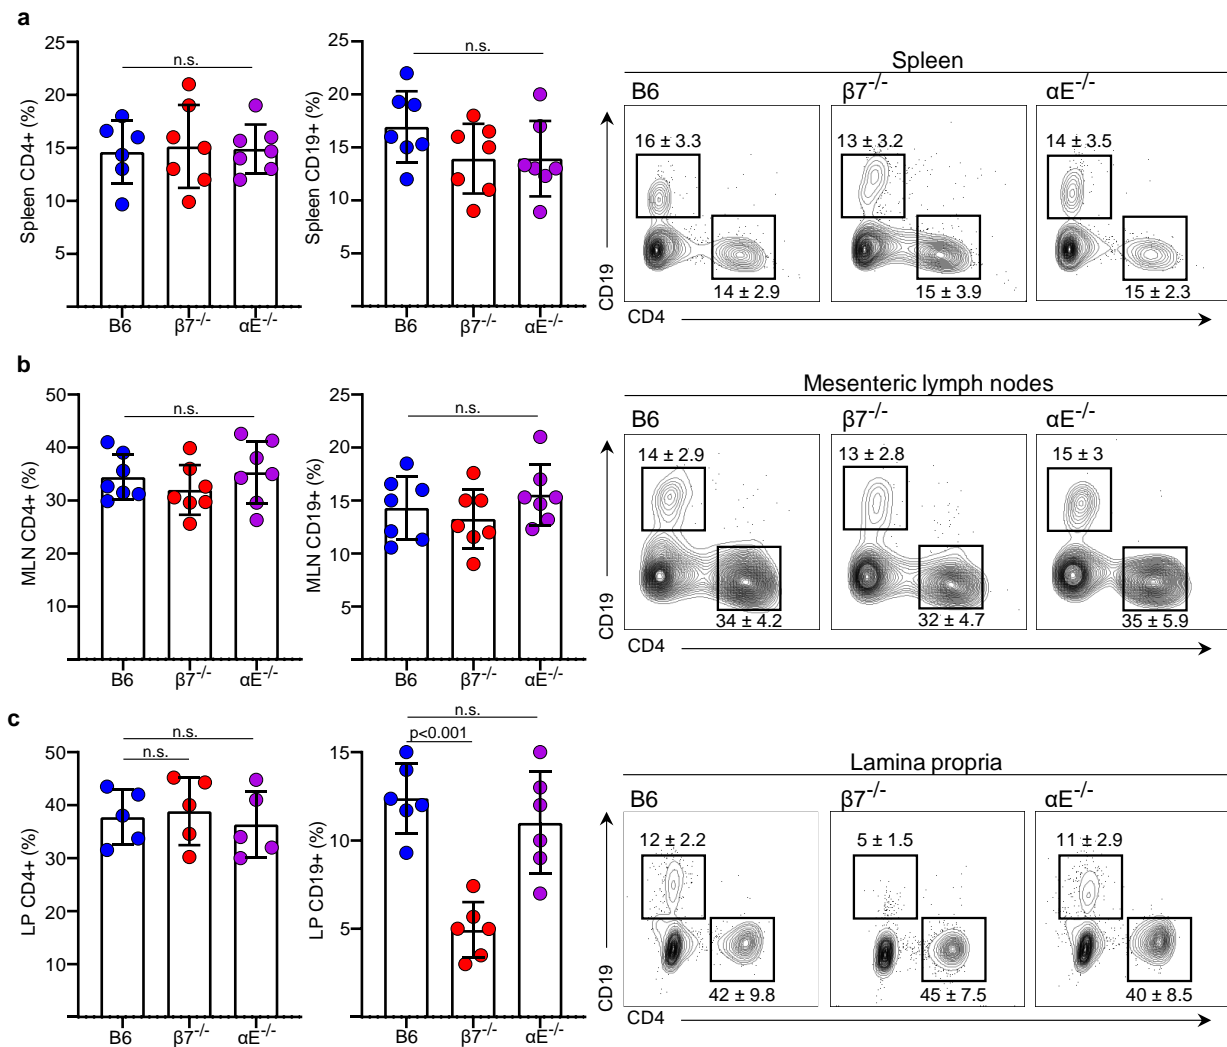 a
25
20
15
10
5
Spleen CD4+ (%)
n.s.
B6
β7-/-
αE-/-
25
20
15
10
5
Spleen CD19+ (%)
n.s.
B6
β7-/-
αE-/-
Spleen
B6
β7-/-
αE-/-
16 ± 3.3
13 ± 3.2
14 ± 3.5
14 ± 2.9
15 ± 3.9
15 ± 2.3
CD19
CD4
b
50
40
30
20
10
MLN CD4+ (%)
n.s.
B6
β7-/-
αE-/-
25
20
15
10
5
MLN CD19+ (%)
n.s.
B6
β7-/-
αE-/-
Mesenteric lymph nodes
B6
β7-/-
αE-/-
14 ± 2.9
13 ± 2.8
15 ± 3
34 ± 4.2
32 ± 4.7
35 ± 5.9
CD19
CD4
c
50
40
30
20
10
LP CD4+ (%)
n.s.
n.s.
B6
β7-/-
αE-/-
15
10
5
LP CD19+ (%)
n.s.
p<0.001
B6
β7-/-
αE-/-
Lamina propria
B6
β7-/-
αE-/-
12 ± 2.2
5 ± 1.5
11 ± 2.9
42 ± 9.8
45 ± 7.5
40 ± 8.5
CD19
CD4